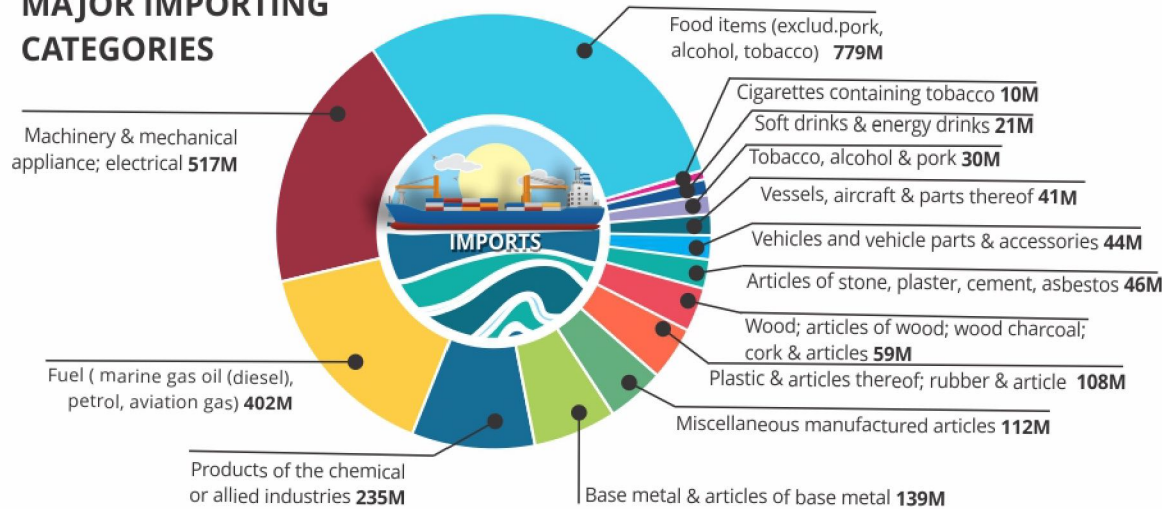 MAJOR IMPORTING
CATEGORIES
Food items (exclud.pork,
alcohol, tobacco) 779M
Cigarettes containing tobacco 10M
Soft drinks & energy drinks 21M
Tobacco, alcohol & pork 30M
Vessels, aircraft & parts thereof 41M
Vehicles and vehicle parts & accessories 44M
Articles of stone, plaster, cement, asbestos 46M
Wood; articles of wood; wood charcoal;
cork & articles 59M
Plastic & articles thereof; rubber & article 108M
Miscellaneous manufactured articles 112M
Base metal & articles of base metal 139M
Products of the chemical
or allied industries 235M
Fuel ( marine gas oil (diesel),
petrol, aviation gas) 402M
Machinery & mechanical
appliance; electrical 517M
IMPORTS